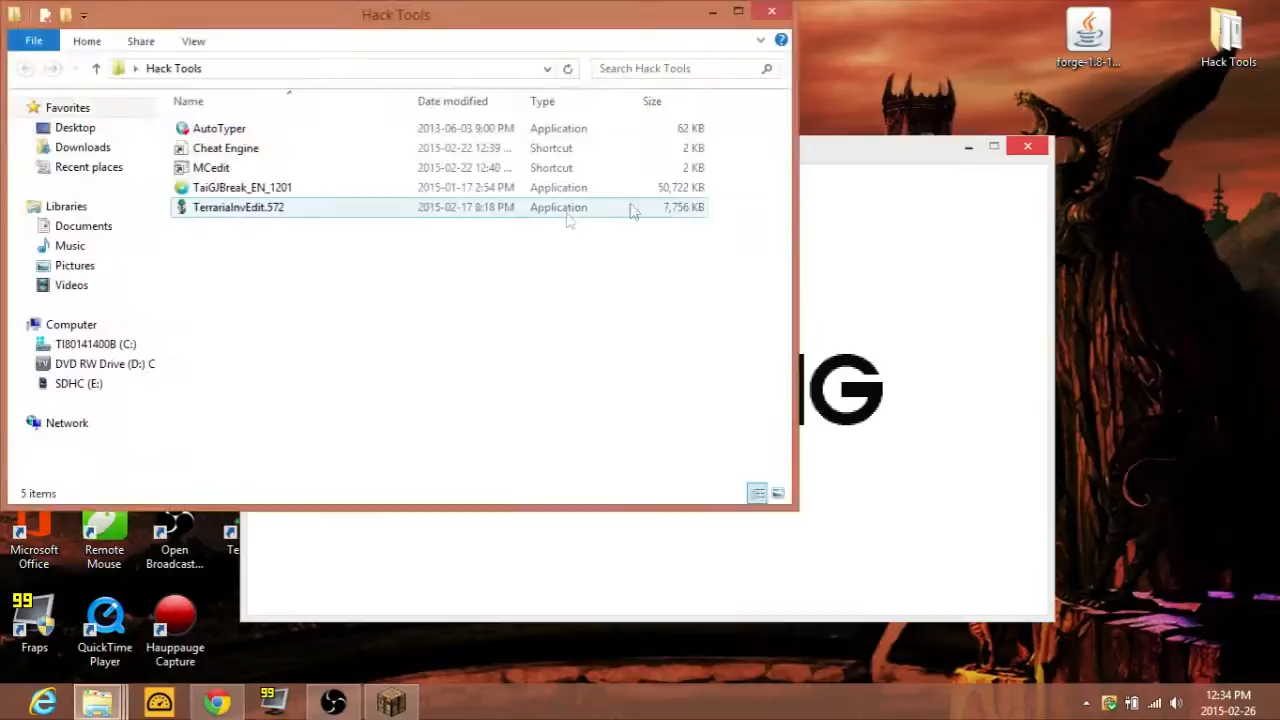 Hack Tools
File Home Share View
Hack Tools
Search Hack Tools
Name Date modified Type Size
Favorites
Desktop
Downloads
Recent places
Libraries
Documents
Music
Pictures
Videos
Computer
TI80141400B (C:)
DVD RW Drive (D:) C
SDHC (E:)
Network
AutoTyper 2013-06-03 9:00 PM Application 62 KB
Cheat Engine 2015-02-22 12:39 ... Shortcut 2 KB
MCedit 2015-02-22 12:40 ... Shortcut 2 KB
TaiGJBreak_EN_1201 2015-01-17 2:54 PM Application 50,722 KB
TerrariaInvEdit.572 2015-02-17 8:18 PM Application 7,756 KB
5 items
forge-1.8-1...
Hack Tools
G
Microsoft
Office
Remote
Mouse
Open
Broadcast...
Te
99
Fraps
QuickTime
Player
Hauppauge
Capture
99
12:34 PM
2015-02-26